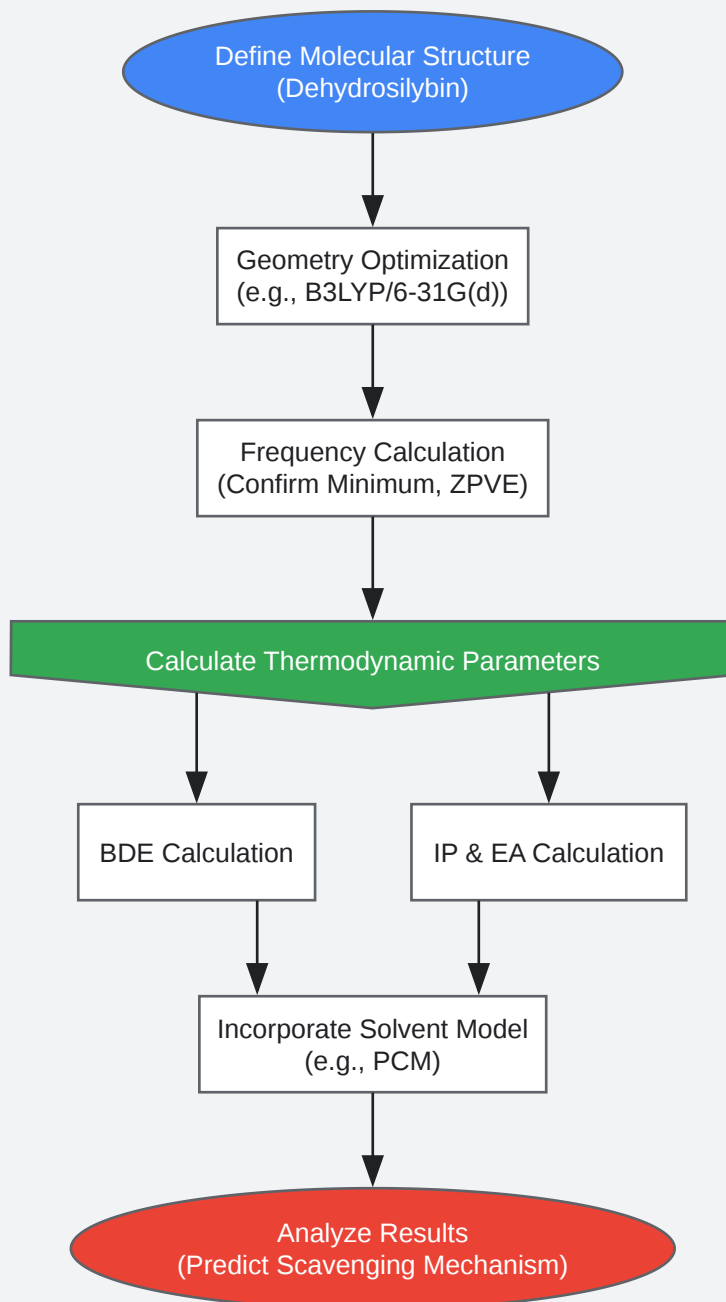 Define Molecular Structure
(Dehydrosilybin)
Geometry Optimization
(e.g., B3LYP/6-31G(d))
Frequency Calculation
(Confirm Minimum, ZPVE)
Calculate Thermodynamic Parameters
BDE Calculation
IP & EA Calculation
Incorporate Solvent Model
(e.g., PCM)
Analyze Results
(Predict Scavenging Mechanism)